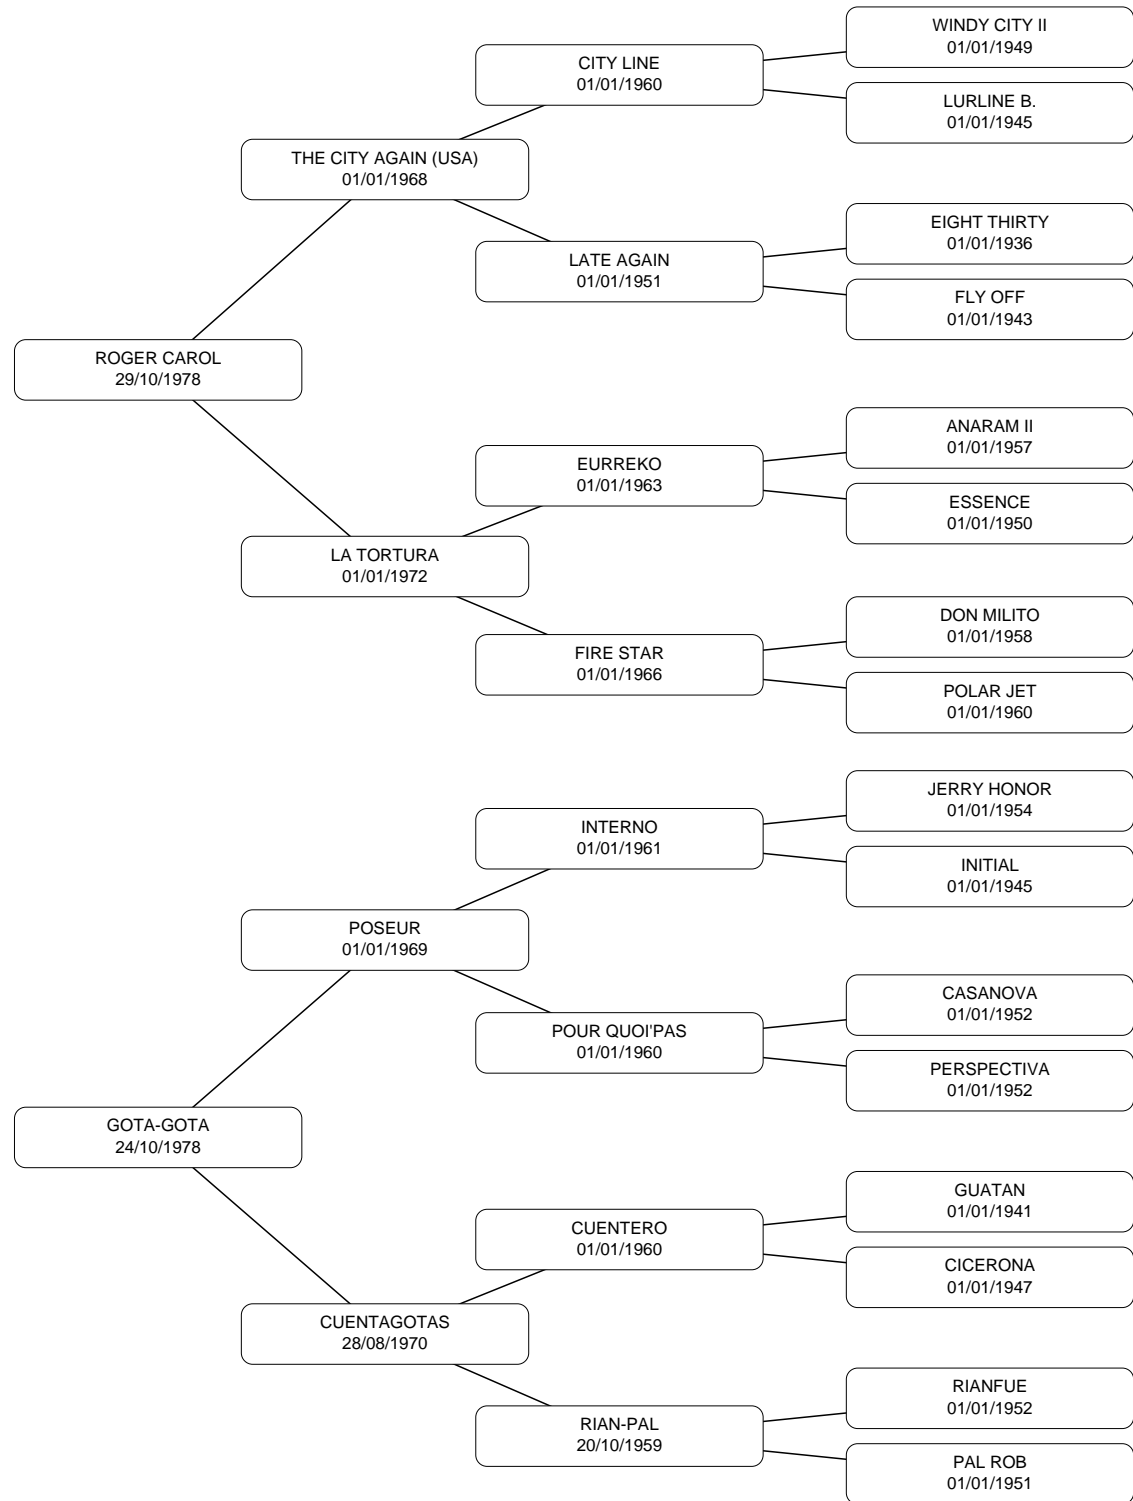 WINDY CITY II
01/01/1949
CITY LINE
01/01/1960
LURLINE B.
01/01/1945
THE CITY AGAIN (USA)
01/01/1968
EIGHT THIRTY
01/01/1936
LATE AGAIN
01/01/1951
FLY OFF
01/01/1943
ROGER CAROL
29/10/1978
ANARAM II
01/01/1957
EURREKO
01/01/1963
ESSENCE
01/01/1950
LA TORTURA
01/01/1972
DON MILITO
01/01/1958
FIRE STAR
01/01/1966
POLAR JET
01/01/1960
JERRY HONOR
01/01/1954
INTERNO
01/01/1961
INITIAL
01/01/1945
POSEUR
01/01/1969
CASANOVA
01/01/1952
POUR QUOI'PAS
01/01/1960
PERSPECTIVA
01/01/1952
GOTA-GOTA
24/10/1978
GUATAN
01/01/1941
CUENTERO
01/01/1960
CICERONA
01/01/1947
CUENTAGOTAS
28/08/1970
RIANFUE
01/01/1952
RIAN-PAL
20/10/1959
PAL ROB
01/01/1951